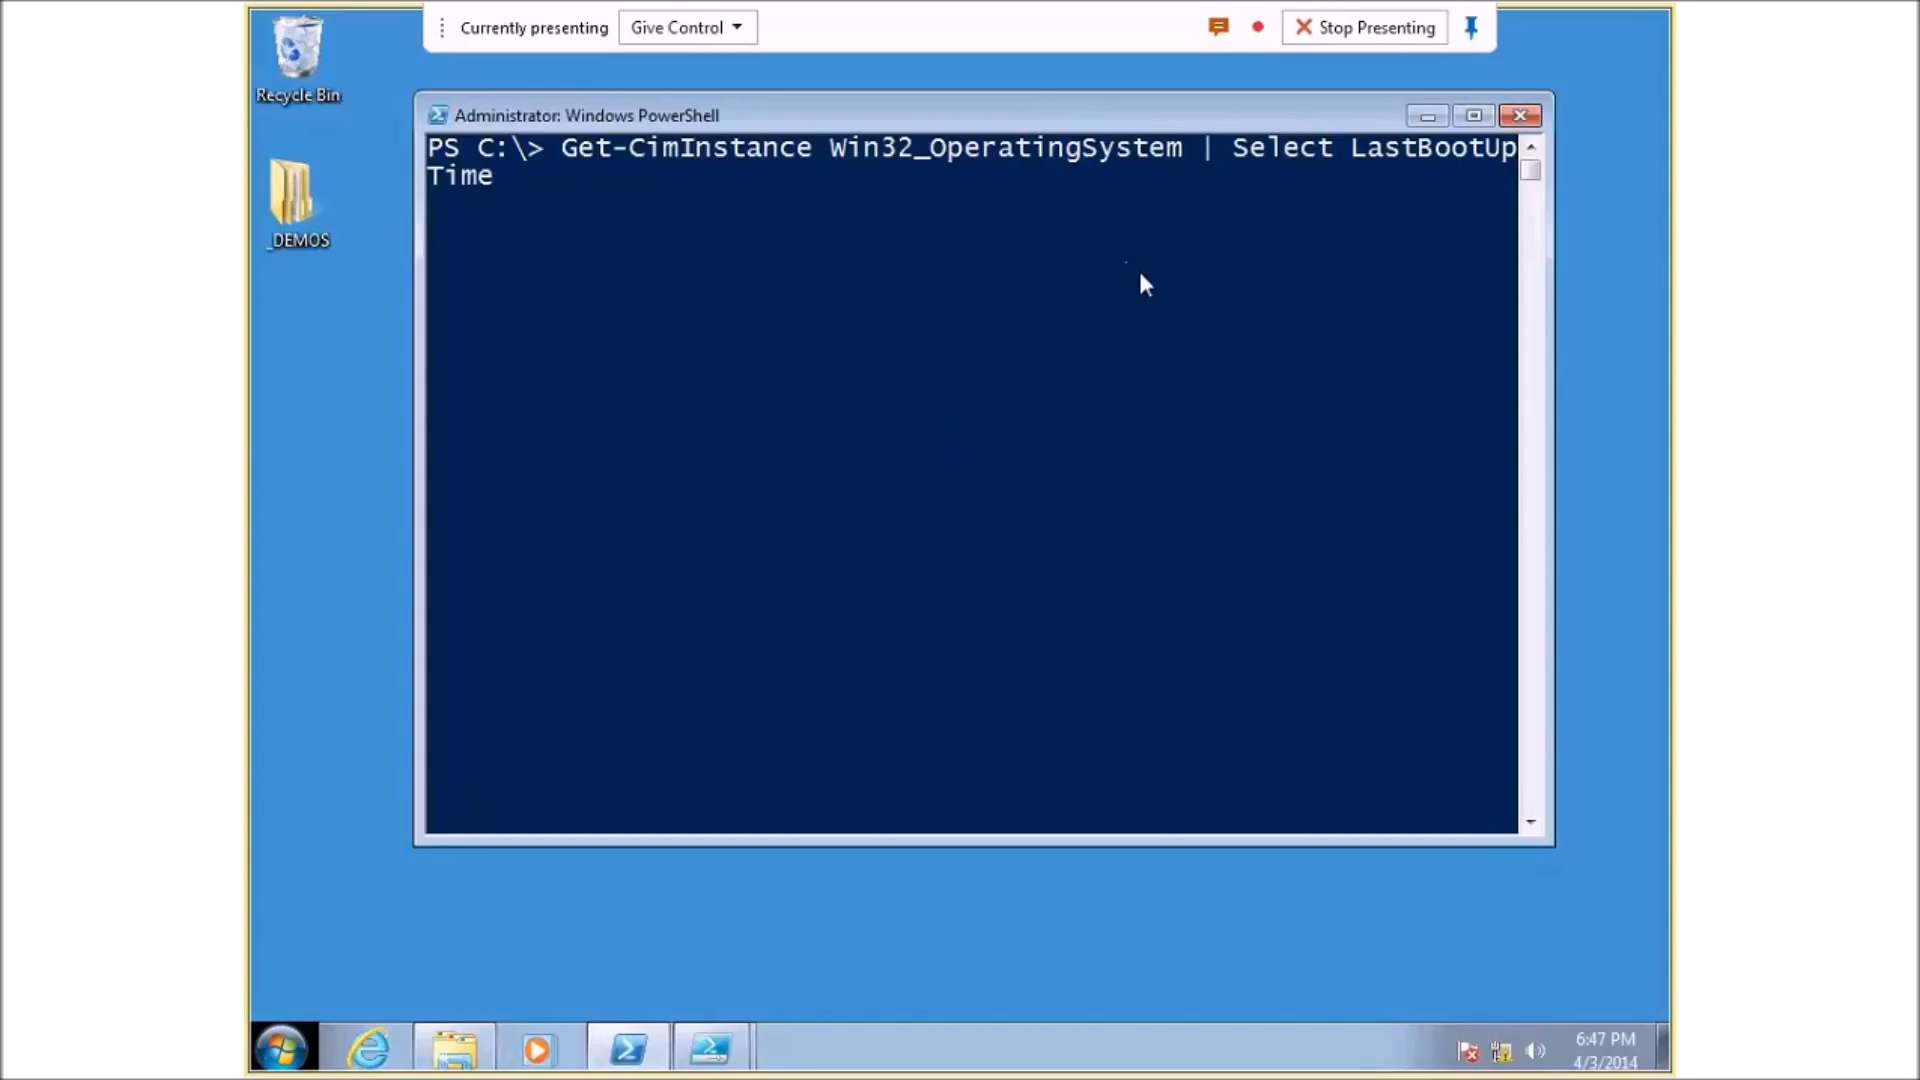 Currently presenting
Give Control
Stop Presenting
Recycle Bin
_DEMOS
Administrator: Windows PowerShell
PS C:\> Get-CimInstance Win32_OperatingSystem | Select LastBootUp
Time
6:47 PM
4/3/2014